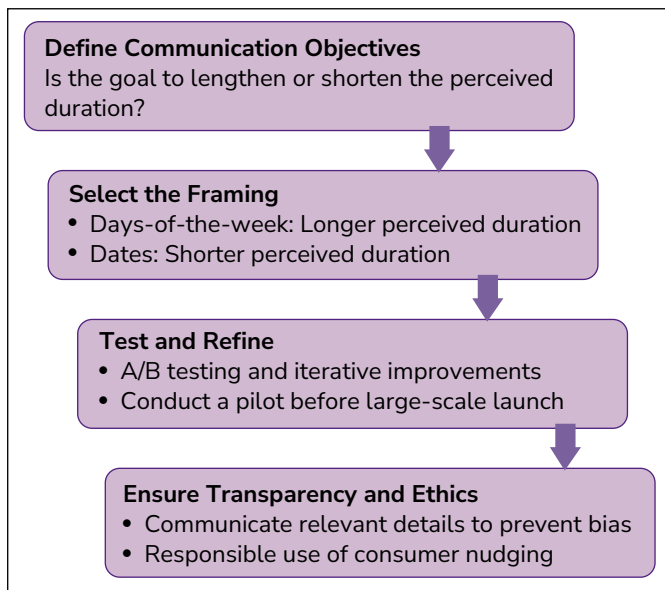 Define Communication Objectives
Is the goal to lengthen or shorten the perceived
duration?
Select the Framing
• Days-of-the-week: Longer perceived duration
• Dates: Shorter perceived duration
Test and Refine
• A/B testing and iterative improvements
• Conduct a pilot before large-scale launch
Ensure Transparency and Ethics
• Communicate relevant details to prevent bias
• Responsible use of consumer nudging